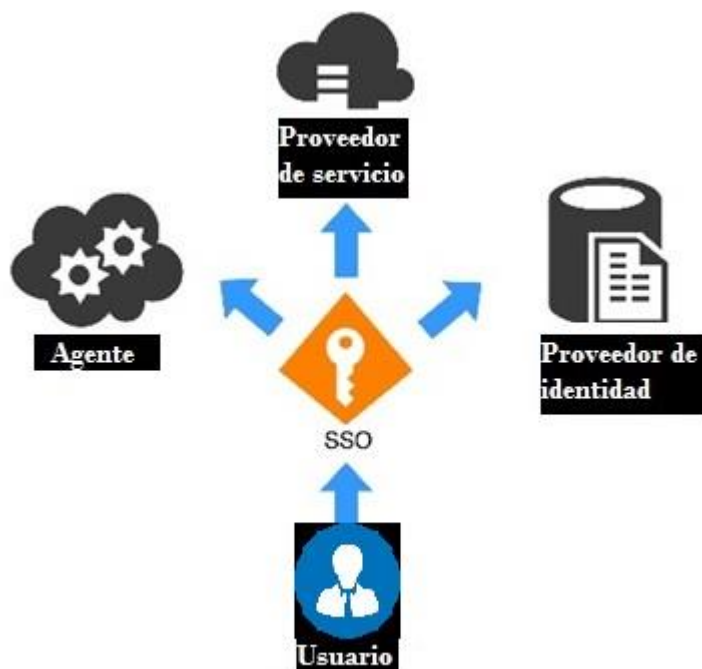 Proveedor
de servicio
Agente
Proveedor de
identidad
SSO
Usuario